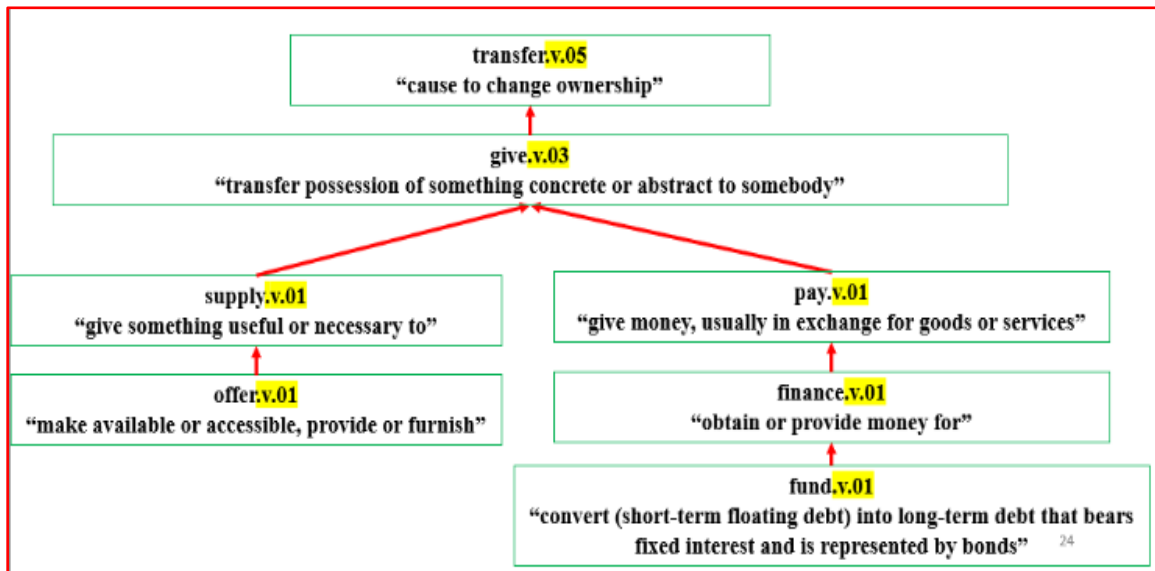 transfer.v.05
“cause to change ownership”
give.v.03
“transfer possession of something concrete or abstract to somebody”
supply.v.01
“give something useful or necessary to”
pay.v.01
“give money, usually in exchange for goods or services”
offer.v.01
“make available or accessible, provide or furnish”
finance.v.01
“obtain or provide money for”
fund.v.01
“convert (short-term floating debt) into long-term debt that bears
fixed interest and is represented by bonds”
24